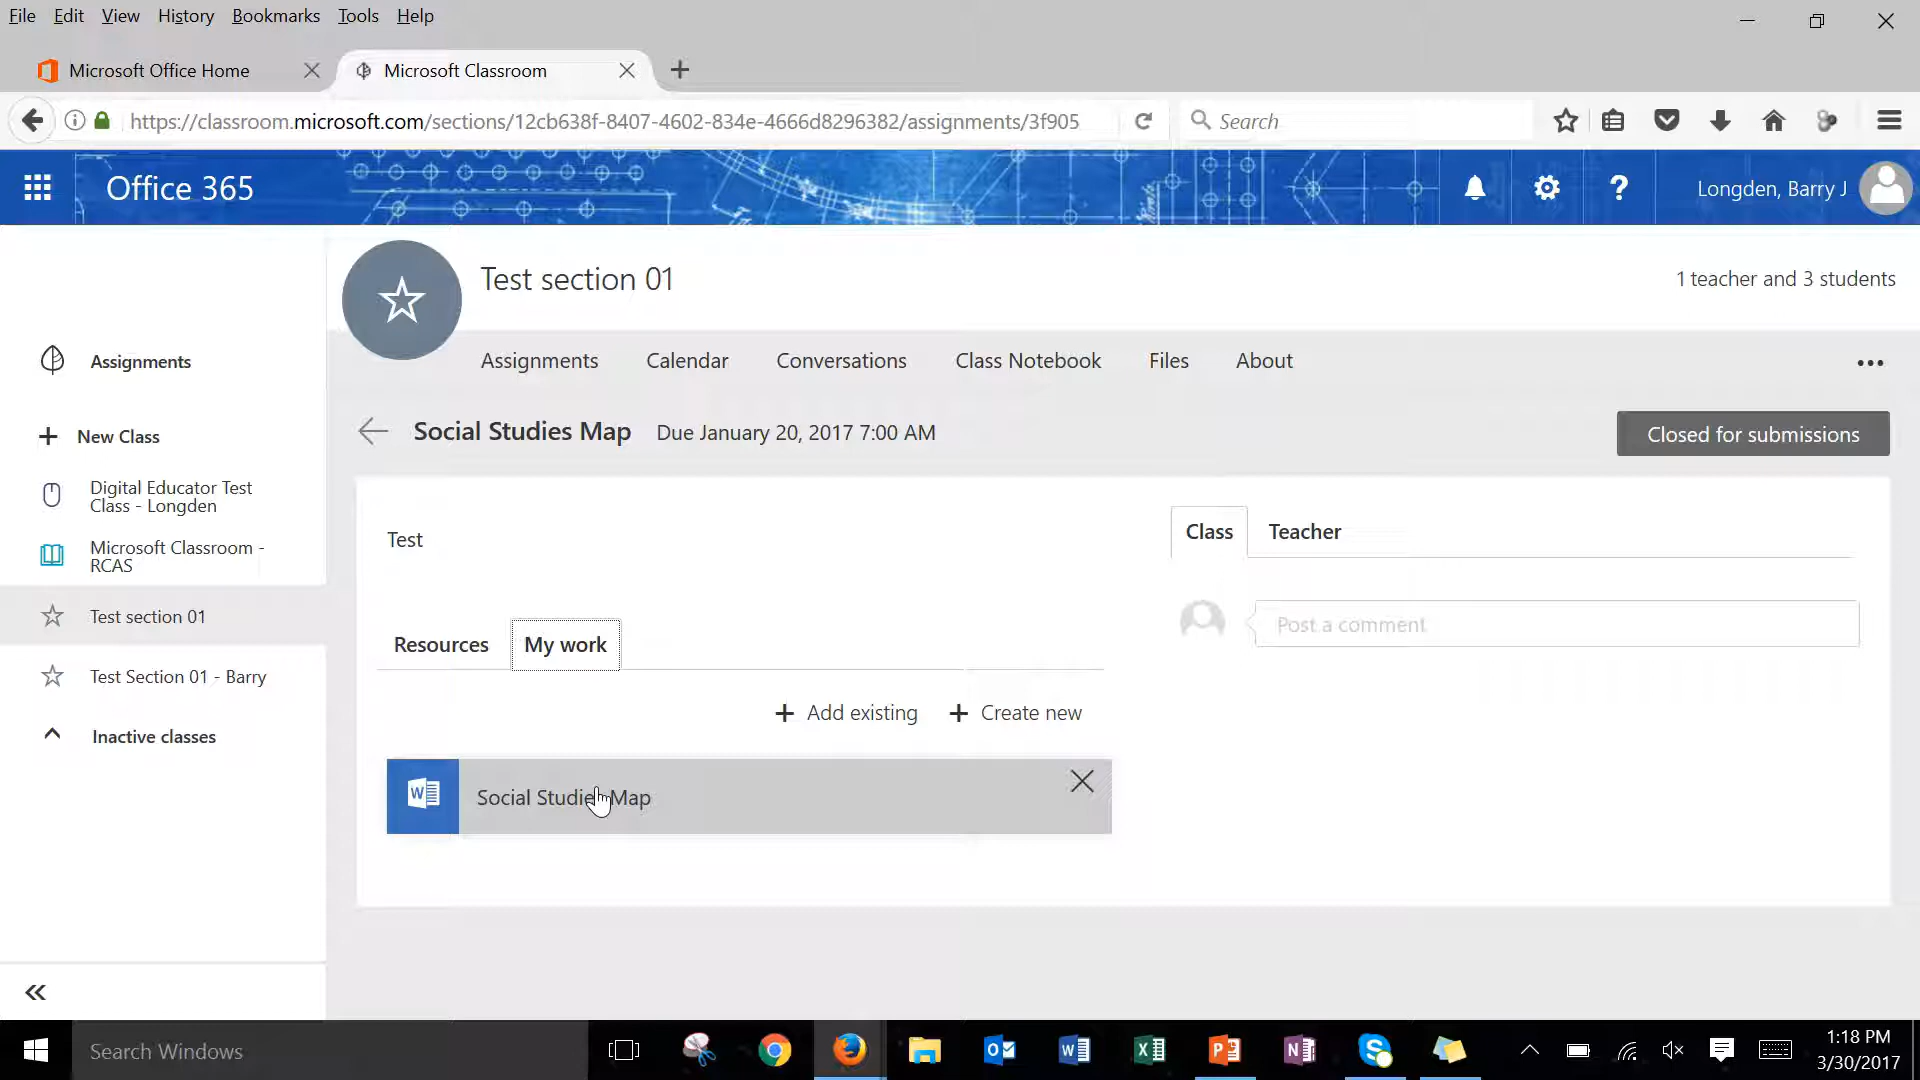 File Edit View History Bookmarks Tools Help
Microsoft Office Home
Microsoft Classroom
https://classroom.microsoft.com/sections/12cb638f-8407-4602-834e-4666d8296382/assignments/3f905
Search
Office 365
Longden, Barry J
Test section 01
1 teacher and 3 students
Assignments Calendar Conversations Class Notebook Files About
Assignments
New Class
Digital Educator Test
Class - Longden
Microsoft Classroom -
RCAS
Test section 01
Test Section 01 - Barry
Inactive classes
Social Studies Map Due January 20, 2017 7:00 AM
Closed for submissions
Test
Resources My work
+ Add existing + Create new
Social Studies Map
Class Teacher
Post a comment
Search Windows
1:18 PM
3/30/2017